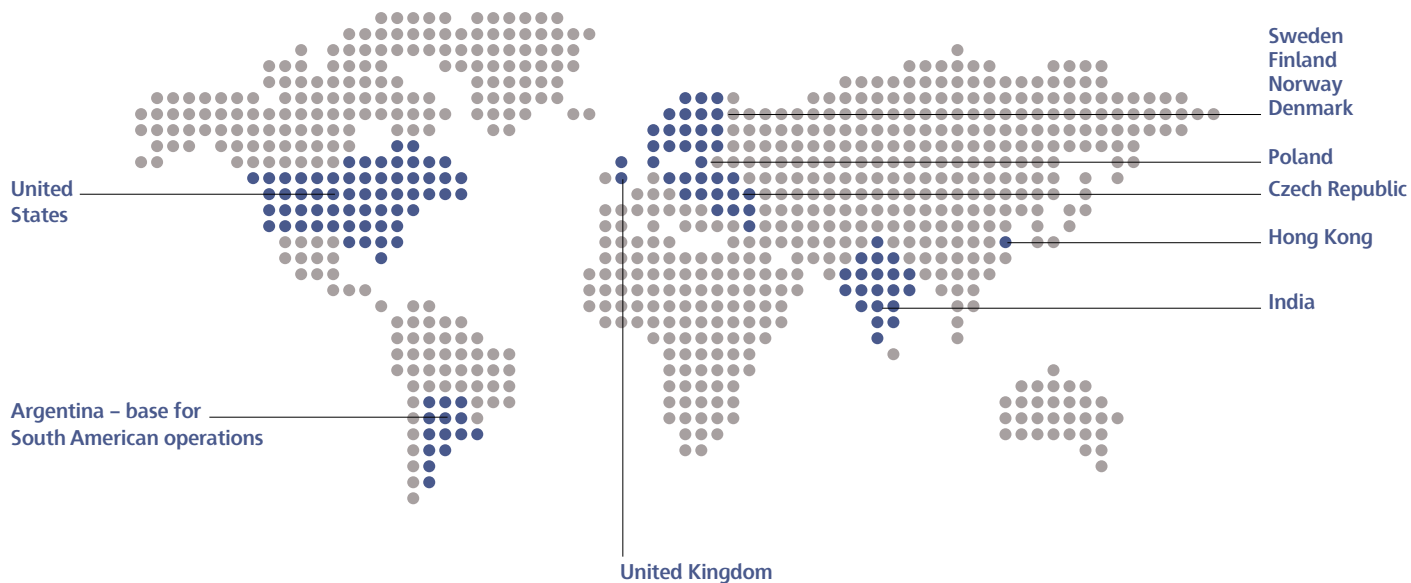 Sweden
Finland
Norway
Denmark
Poland
United
States
Czech Republic
Hong Kong
India
Argentina – base for
South American operations
United Kingdom